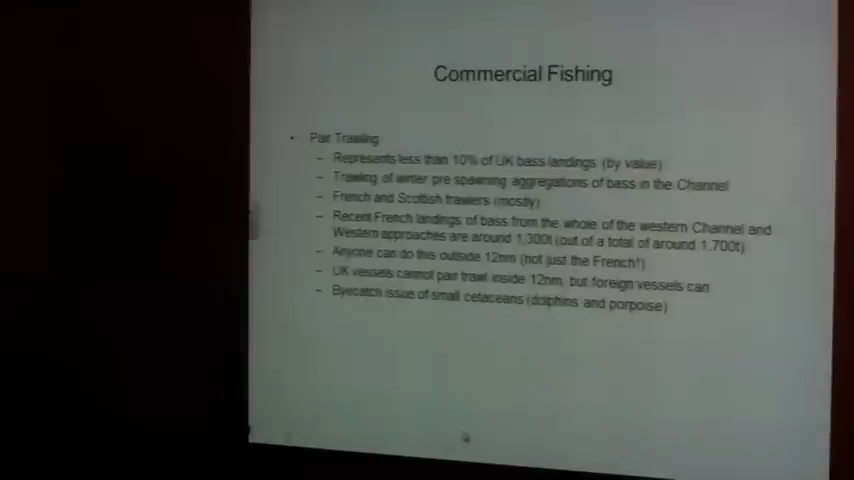 Commercial Fishing
• Pair Trawling
– Represents less than 10% of UK bass landings (by value)
– Trawling of winter pre spawning aggregations of bass in the Channel
– French and Scottish trawlers (mostly)
– Recent French landings of bass from the whole of the western Channel and
Western approaches are around 1,300t (out of a total of around 1,700t)
– Anyone can do this outside 12nm (not just the French!)
– UK vessels cannot pair trawl inside 12nm, but foreign vessels can
– Byecatch issue of small cetaceans (dolphins and porpoise)